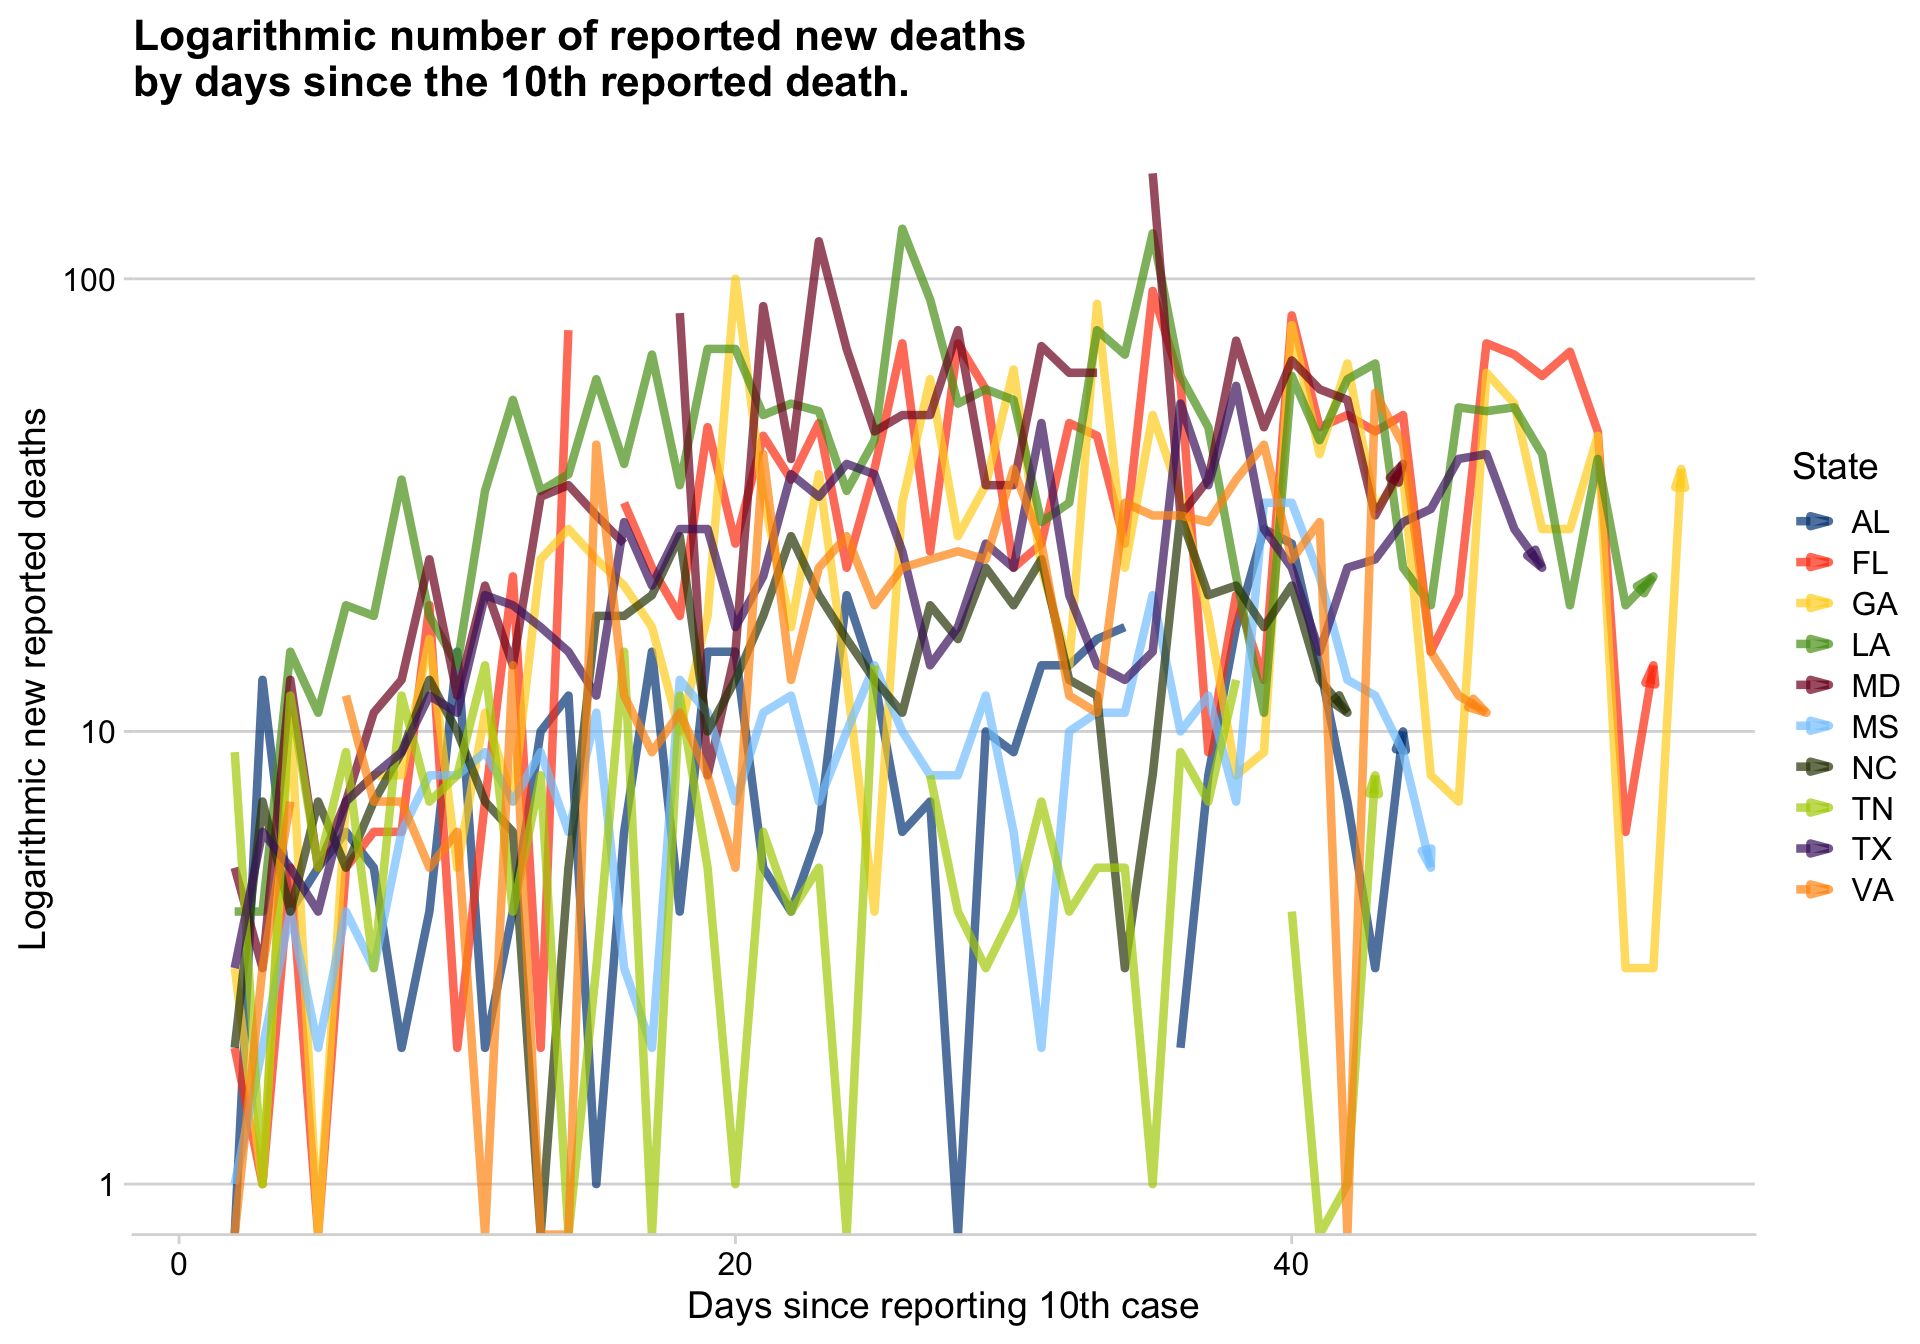 Logarithmic number of reported new deaths
by days since the 10th reported death.
Logarithmic new reported deaths
100
10
1
0
20
40
Days since reporting 10th case
State
AL
FL
GA
LA
MD
MS
NC
TN
TX
VA